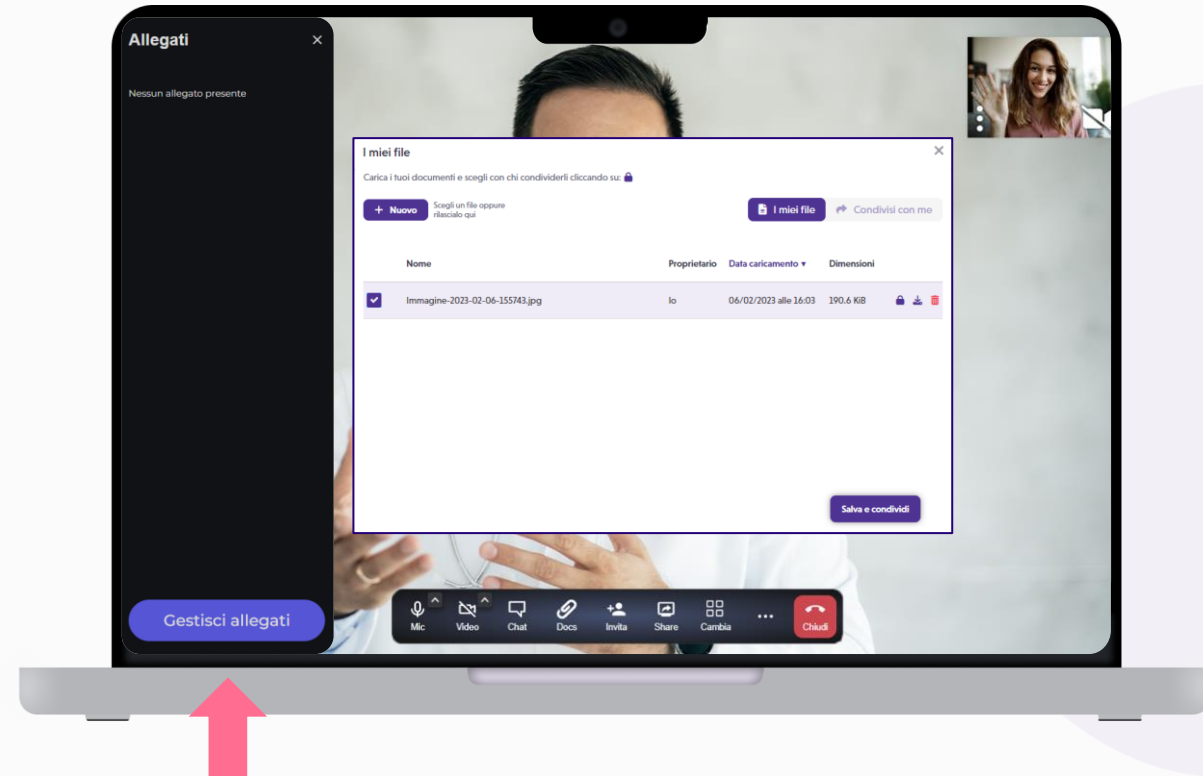 Allegati
Nessun allegato presente
I miei file
Carica i tuoi documenti e scegli con chi condividerli cliccando su:
+ Nuovo
Scegli un file oppure
rilascialo qui
I miei file
Condivisi con me
Nome Proprietario Data caricamento ▾ Dimensioni
Immagine-2023-02-06-155743.jpg Io 06/02/2023 alle 16:03 190.6 KiB
Salva e condividi
Gestisci allegati
Mic Video Chat Docs Invita Share Cambia Chiudi